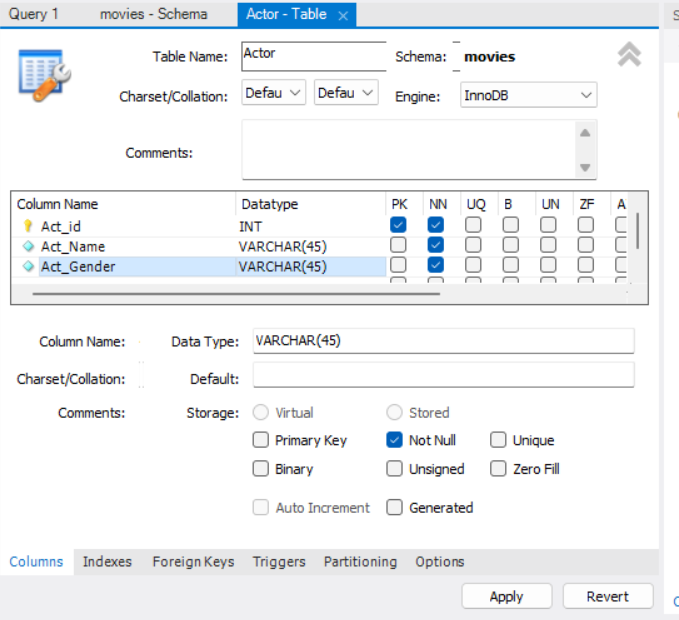 Query 1 movies - Schema Actor - Table ×
Table Name: Actor Schema: movies
Charset/Collation: Defau Defau Engine: InnoDB
Comments:
Column Name Datatype PK NN UQ B UN ZF A
Act_id INT
Act_Name VARCHAR(45)
Act_Gender VARCHAR(45)
Column Name: Data Type: VARCHAR(45)
Charset/Collation: Default:
Comments: Storage: Virtual Stored
Primary Key Not Null Unique
Binary Unsigned Zero Fill
Auto Increment Generated
Columns Indexes Foreign Keys Triggers Partitioning Options
Apply Revert